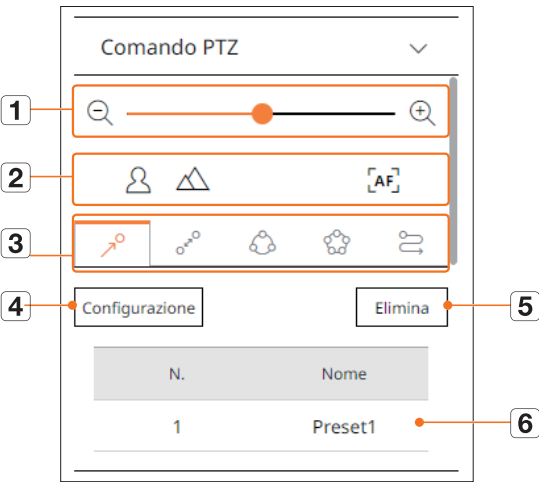 Comando PTZ
1
2
AF
3
4 Configurazione Elimina 5
N. Nome
1 Preset1 6